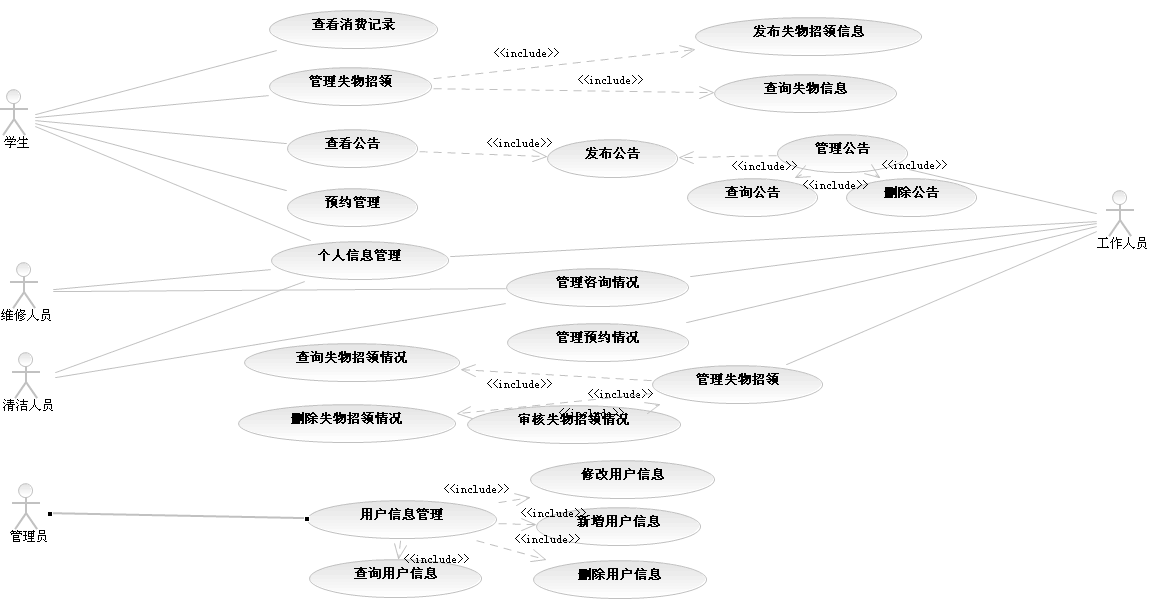 查看消费记录
发布失物招领信息
<<include>>
管理失物招领
<<include>>
查询失物信息
学生
查看公告
<<include>>
发布公告
管理公告
<<include>>
<<include>>
<<include>>
查询公告
删除公告
预约管理
工作人员
个人信息管理
管理咨询情况
维修人员
管理预约情况
查询失物招领情况
管理失物招领
<<include>>
<<include>>
清洁人员
<<include>>
删除失物招领情况
审核失物招领情况
修改用户信息
<<include>>
用户信息管理
<<include>>
新增用户信息
管理员
<<include>>
<<include>>
查询用户信息
删除用户信息